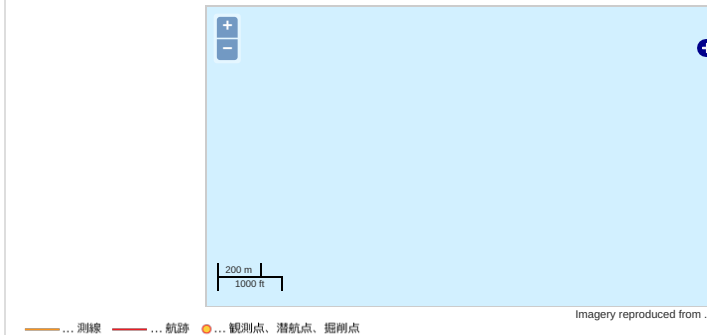 +
−
200 m
1000 ft
Imagery reproduced from .
... 測線 ... 航跡 ... 観測点、潜航点、掘削点